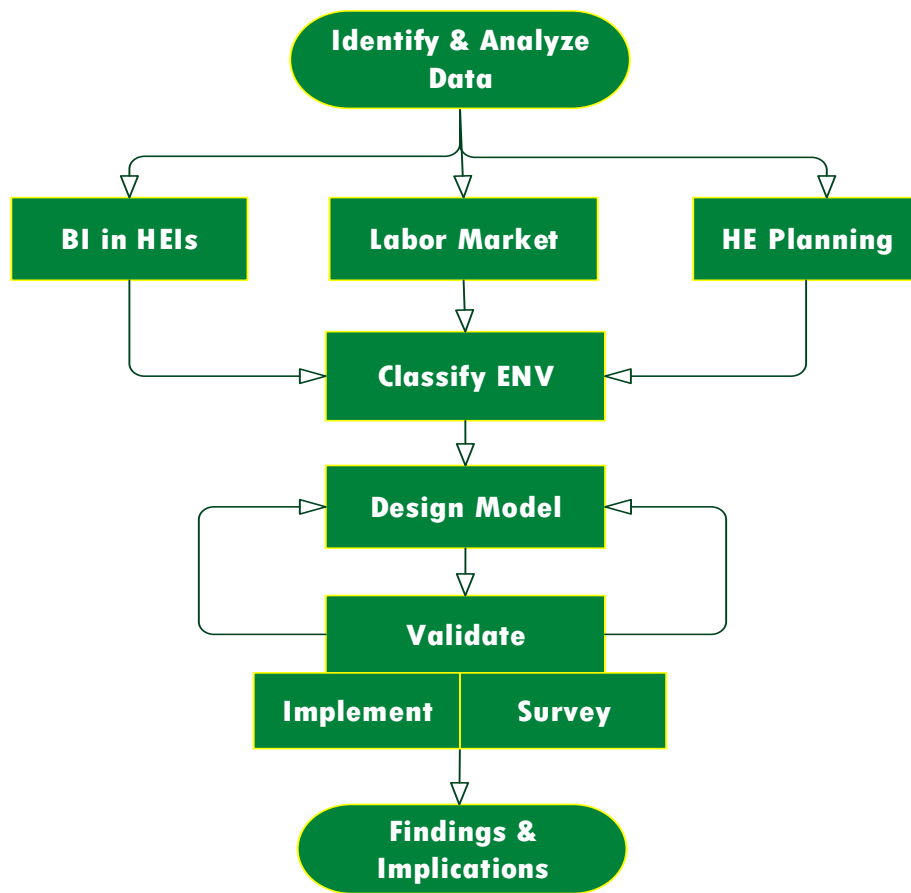 Identify & Analyze
Data
BI in HEIs
Labor Market
HE Planning
Classify ENV
Design Model
Validate
Implement
Survey
Findings &
Implications